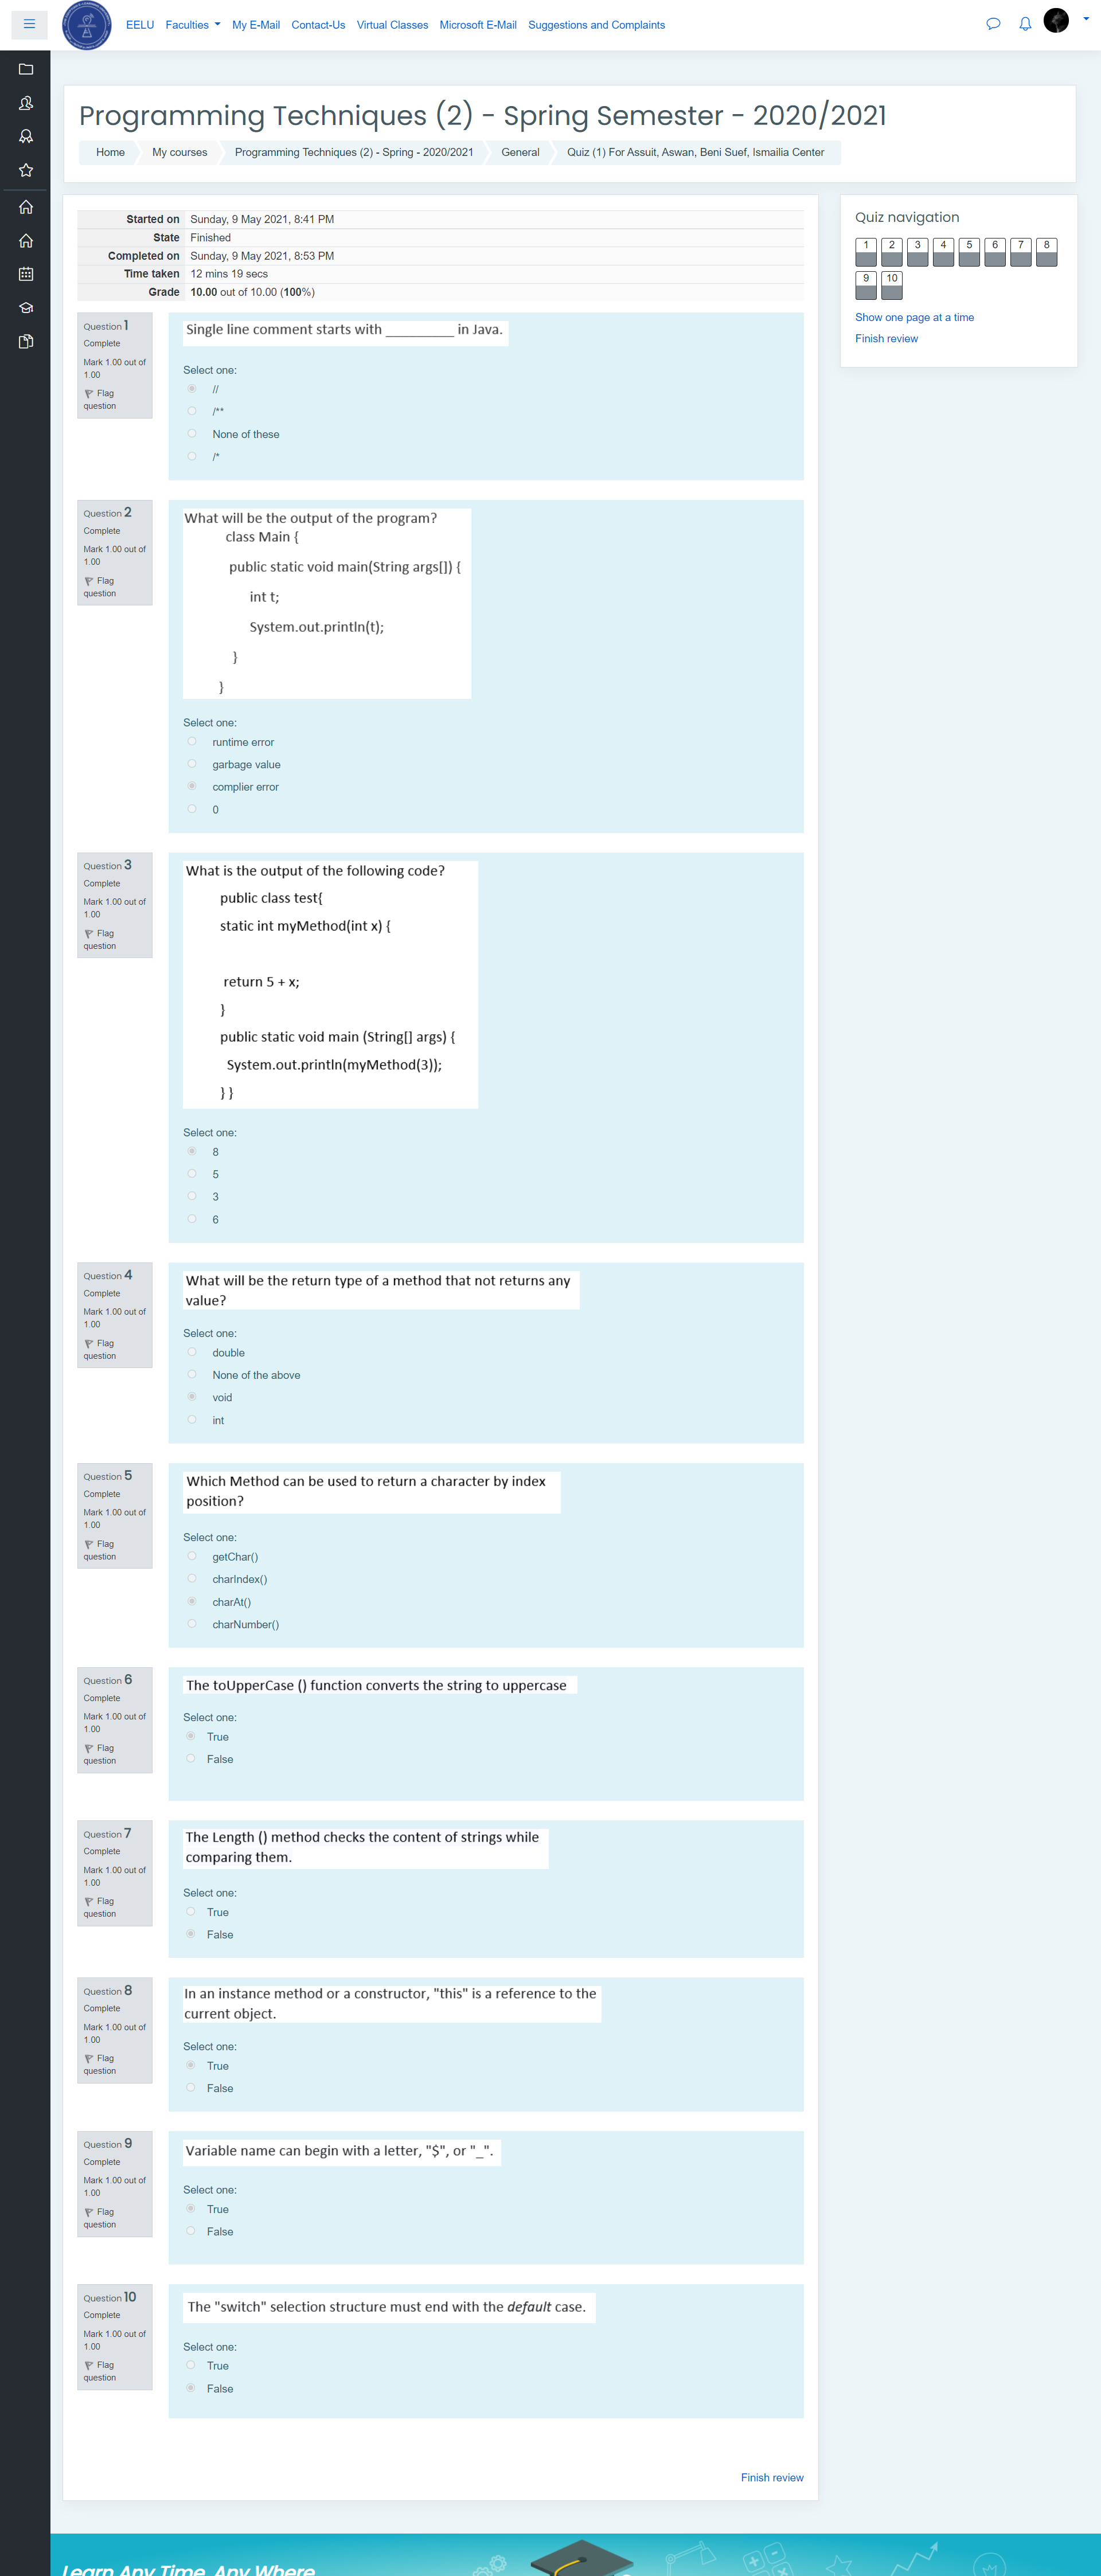 EELU Faculties My E-Mail Contact-Us Virtual Classes Microsoft E-Mail Suggestions and Complaints
Programming Techniques (2) - Spring Semester - 2020/2021
Home My courses Programming Techniques (2) - Spring - 2020/2021 General Quiz (1) For Assuit, Aswan, Beni Suef, Ismailia Center
Started on Sunday, 9 May 2021, 8:41 PM
State Finished
Completed on Sunday, 9 May 2021, 8:53 PM
Time taken 12 mins 19 secs
Grade 10.00 out of 10.00 (100%)
Quiz navigation
1 2 3 4 5 6 7 8
9 10
Show one page at a time
Finish review
Question 1
Complete
Mark 1.00 out of
1.00
Flag
question
Single line comment starts with _________ in Java.
Select one:
//
/**
None of these
/*
Question 2
Complete
Mark 1.00 out of
1.00
Flag
question
What will be the output of the program?
class Main {
public static void main(String args[]) {
int t;
System.out.println(t);
}
}
Select one:
runtime error
garbage value
complier error
0
Question 3
Complete
Mark 1.00 out of
1.00
Flag
question
What is the output of the following code?
public class test{
static int myMethod(int x) {
return 5 + x;
}
public static void main (String[] args) {
System.out.println(myMethod(3));
} }
Select one:
8
5
3
6
Question 4
Complete
Mark 1.00 out of
1.00
Flag
question
What will be the return type of a method that not returns any
value?
Select one:
double
None of the above
void
int
Question 5
Complete
Mark 1.00 out of
1.00
Flag
question
Which Method can be used to return a character by index
position?
Select one:
getChar()
charIndex()
charAt()
charNumber()
Question 6
Complete
Mark 1.00 out of
1.00
Flag
question
The toUpperCase () function converts the string to uppercase
Select one:
True
False
Question 7
Complete
Mark 1.00 out of
1.00
Flag
question
The Length () method checks the content of strings while
comparing them.
Select one:
True
False
Question 8
Complete
Mark 1.00 out of
1.00
Flag
question
In an instance method or a constructor, "this" is a reference to the
current object.
Select one:
True
False
Question 9
Complete
Mark 1.00 out of
1.00
Flag
question
Variable name can begin with a letter, "$", or "_".
Select one:
True
False
Question 10
Complete
Mark 1.00 out of
1.00
Flag
question
The "switch" selection structure must end with the default case.
Select one:
True
False
Finish review
Learn Any Time, Any Where